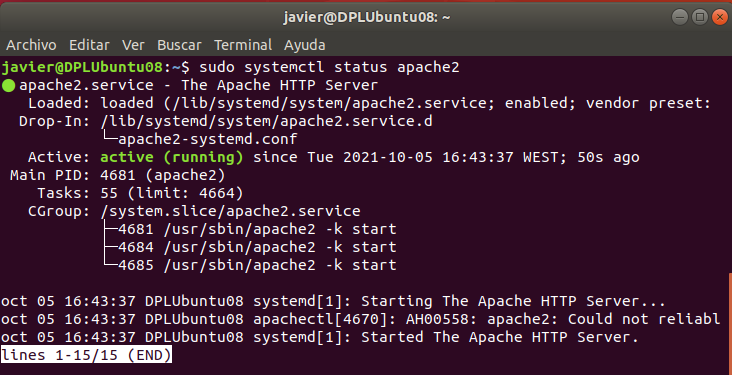 javier@DPLUbuntu08: ~
Archivo Editar Ver Buscar Terminal Ayuda
javier@DPLUbuntu08:~$ sudo systemctl status apache2
● apache2.service - The Apache HTTP Server
   Loaded: loaded (/lib/systemd/system/apache2.service; enabled; vendor preset:
  Drop-In: /lib/systemd/system/apache2.service.d
           └─apache2-systemd.conf
   Active: active (running) since Tue 2021-10-05 16:43:37 WEST; 50s ago
 Main PID: 4681 (apache2)
    Tasks: 55 (limit: 4664)
   CGroup: /system.slice/apache2.service
           ├─4681 /usr/sbin/apache2 -k start
           ├─4684 /usr/sbin/apache2 -k start
           └─4685 /usr/sbin/apache2 -k start

oct 05 16:43:37 DPLUbuntu08 systemd[1]: Starting The Apache HTTP Server...
oct 05 16:43:37 DPLUbuntu08 apachectl[4670]: AH00558: apache2: Could not reliabl
oct 05 16:43:37 DPLUbuntu08 systemd[1]: Started The Apache HTTP Server.
lines 1-15/15 (END)